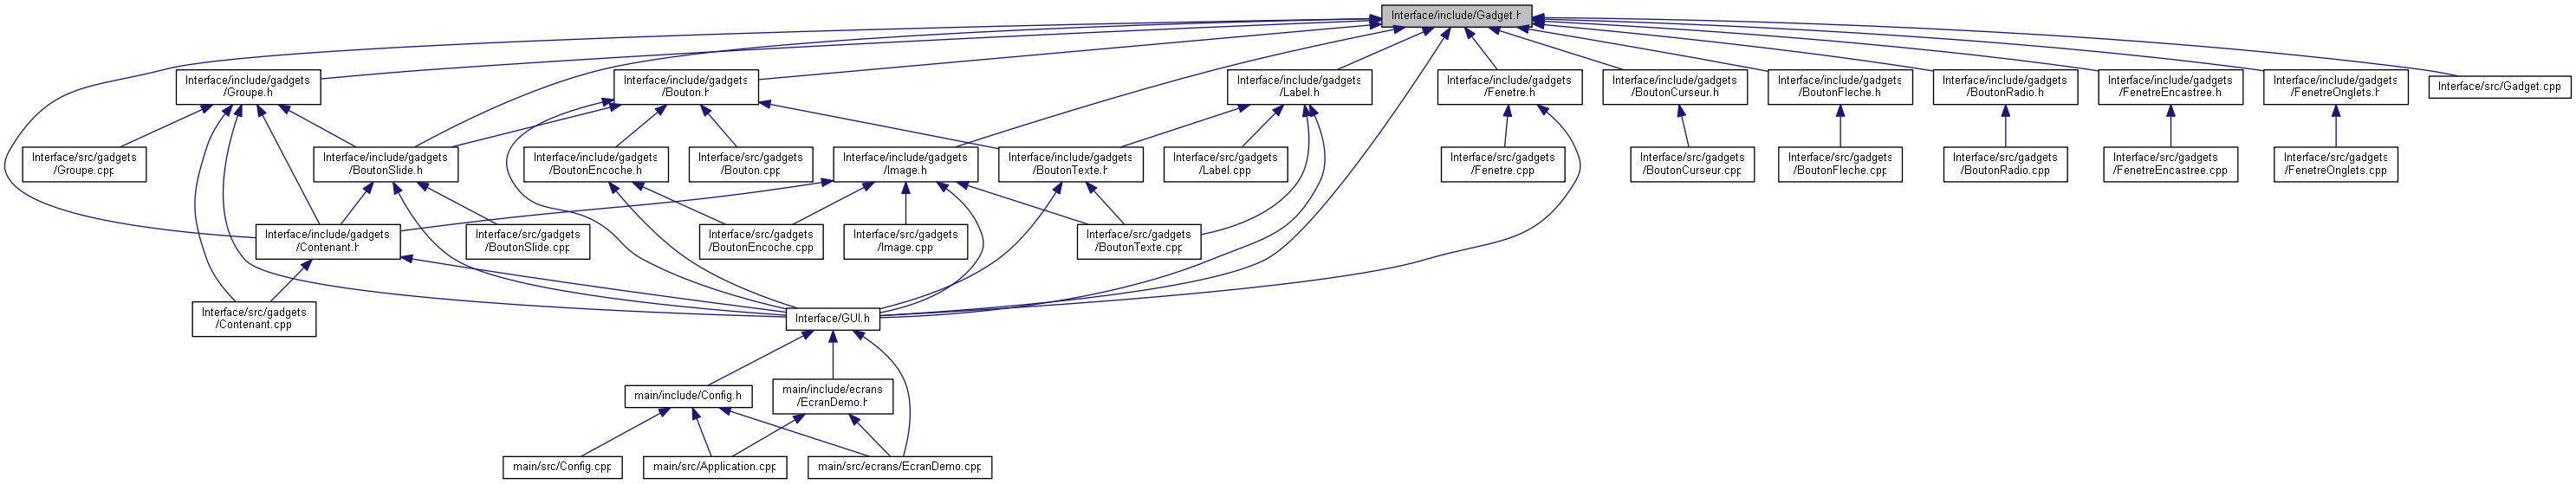 Interface/include/Gadget.h
Interface/include/gadgets
/Groupe.h
Interface/include/gadgets
/Bouton.h
Interface/include/gadgets
/Label.h
Interface/include/gadgets
/Fenetre.h
Interface/include/gadgets
/BoutonCurseur.h
Interface/include/gadgets
/BoutonFleche.h
Interface/include/gadgets
/BoutonRadio.h
Interface/include/gadgets
/FenetreEncastree.h
Interface/include/gadgets
/FenetreOnglets.h
Interface/src/Gadget.cpp
Interface/src/gadgets
/Groupe.cpp
Interface/include/gadgets
/BoutonSlide.h
Interface/include/gadgets
/BoutonEncoche.h
Interface/src/gadgets
/Bouton.cpp
Interface/include/gadgets
/Image.h
Interface/include/gadgets
/BoutonTexte.h
Interface/src/gadgets
/Label.cpp
Interface/src/gadgets
/Fenetre.cpp
Interface/src/gadgets
/BoutonCurseur.cpp
Interface/src/gadgets
/BoutonFleche.cpp
Interface/src/gadgets
/BoutonRadio.cpp
Interface/src/gadgets
/FenetreEncastree.cpp
Interface/src/gadgets
/FenetreOnglets.cpp
Interface/include/gadgets
/Contenant.h
Interface/src/gadgets
/BoutonSlide.cpp
Interface/src/gadgets
/BoutonEncoche.cpp
Interface/src/gadgets
/Image.cpp
Interface/src/gadgets
/BoutonTexte.cpp
Interface/src/gadgets
/Contenant.cpp
Interface/GUI.h
main/include/Config.h
main/include/ecrans
/EcranDemo.h
main/src/Config.cpp
main/src/Application.cpp
main/src/ecrans/EcranDemo.cpp